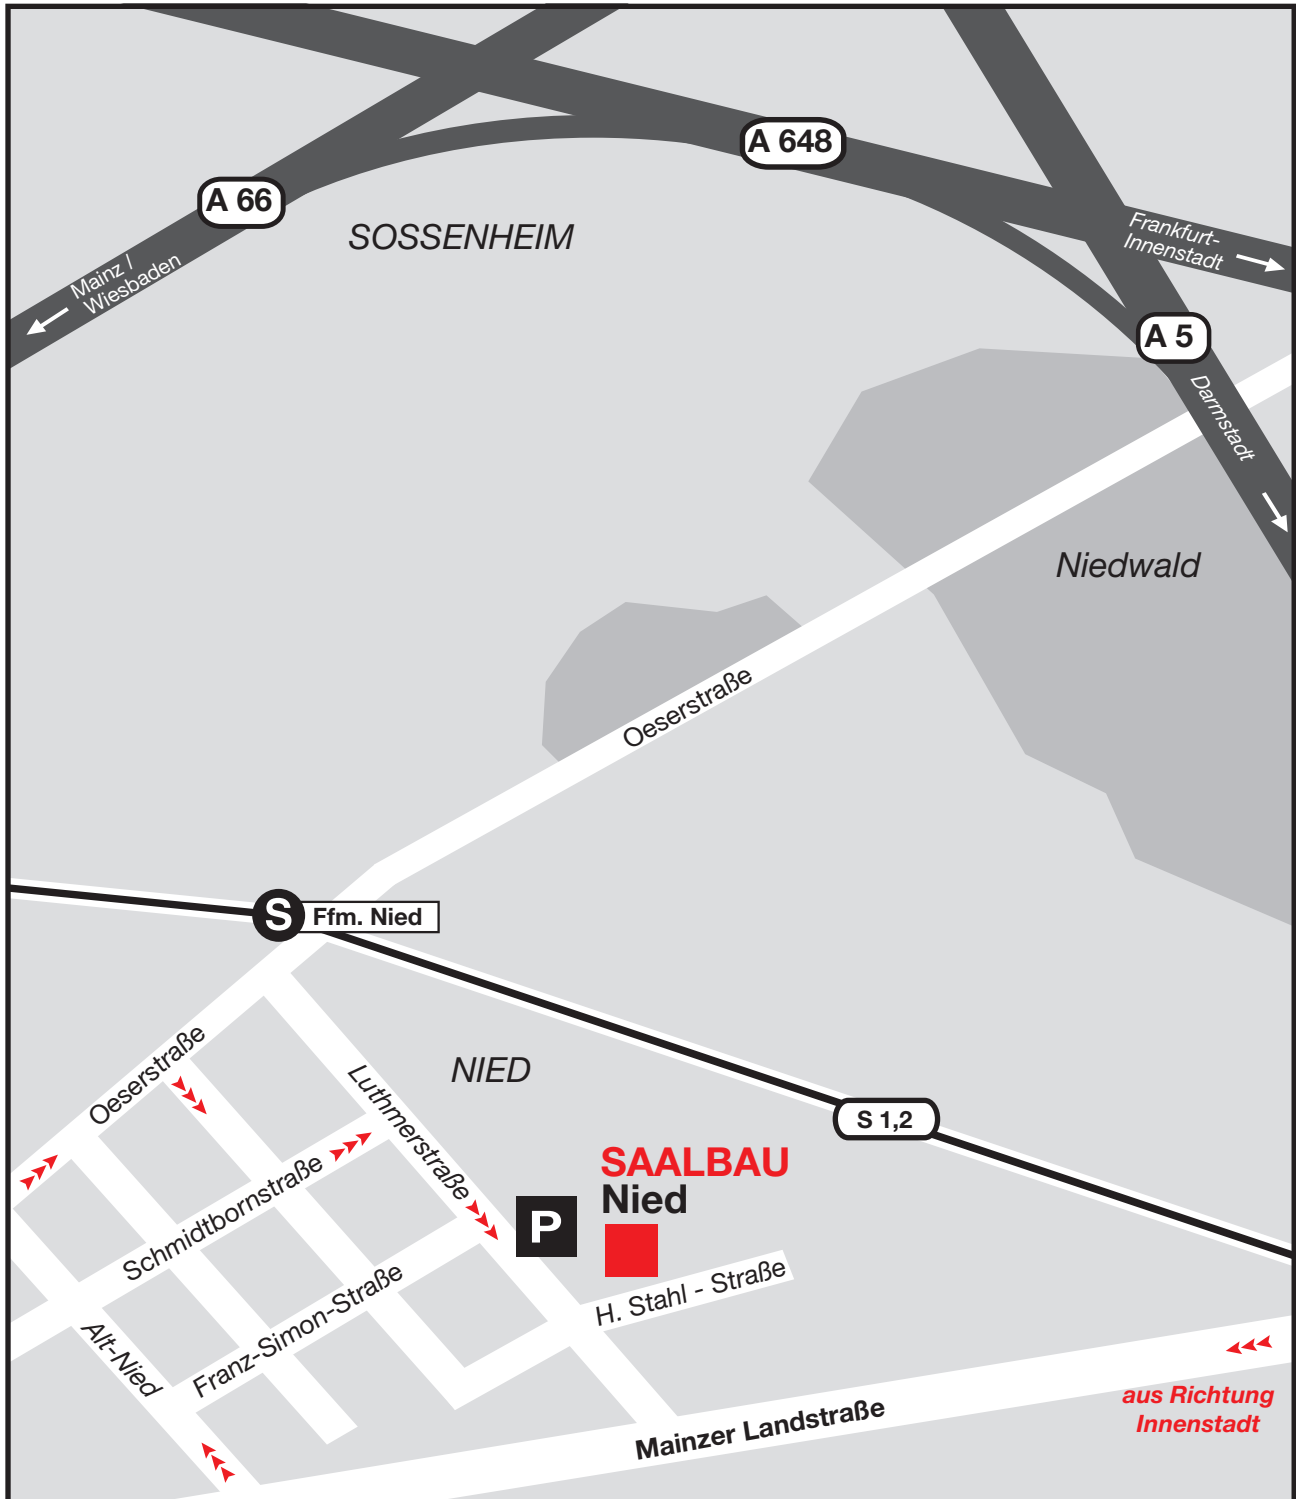 A 648
A 66
SOSSENHEIM
Frankfurt-
Innenstadt
Mainz /
Wiesbaden
A 5
Darmstadt
Niedwald
Oeserstraße
S
Ffm. Nied
Oeserstraße
NIED
Luthmerstraße
S 1,2
SAALBAU
Nied
P
Schmidtbornstraße
H. Stahl - Straße
Franz-Simon-Straße
Alt-Nied
Mainzer Landstraße
aus Richtung
Innenstadt